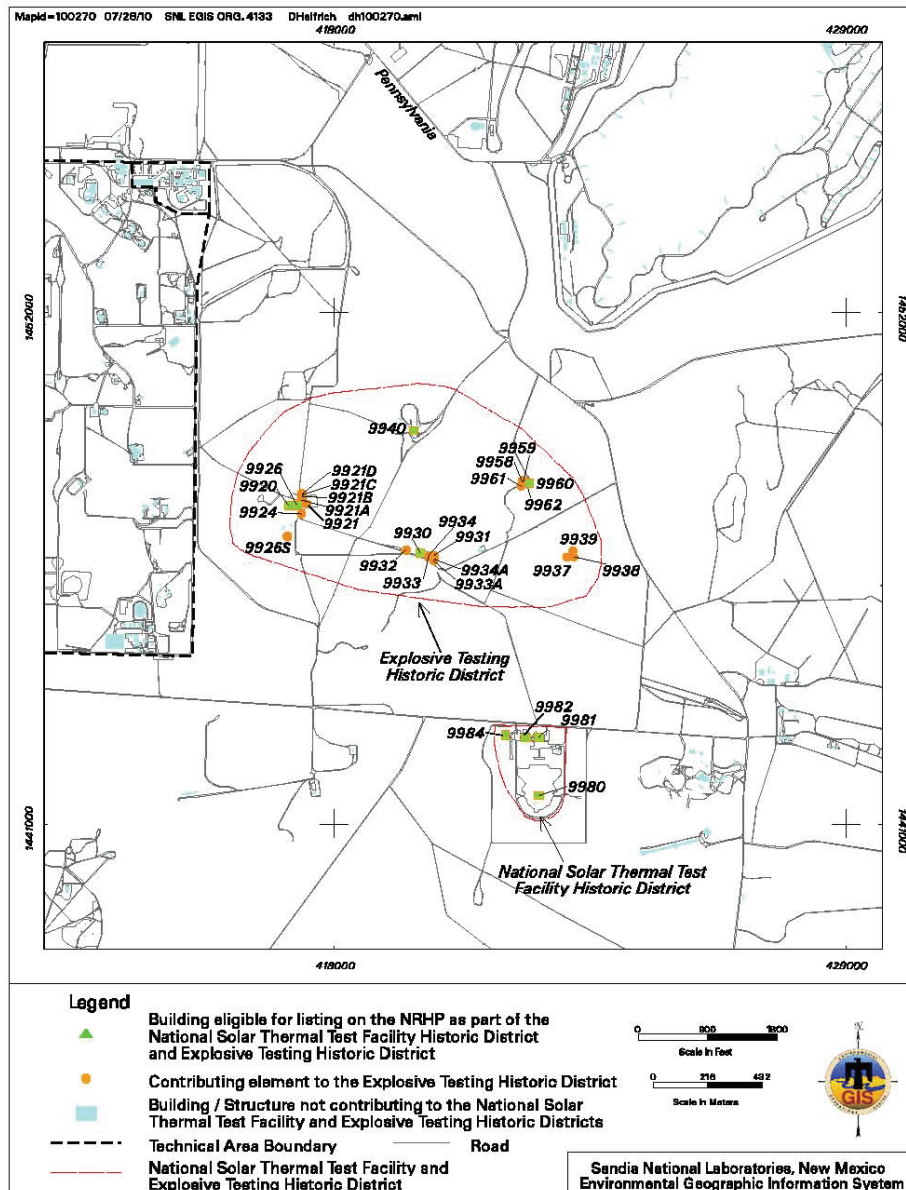 Mapid=100270 07/26/10 SNL EGIS ORG. 4133 DHelfrich dh100270.aml
418000 429000
Pennsylvania
1452000 1452000
9940
9959
9958
9961 9960
9962
9926 9921D
9920 9921C
9921B
9924 9921A
9921
9926S
9930 9934
9931
9932
9933 9934A
9933A
9939
9937 9938
Explosive Testing
Historic District
9982
9981
9984
9980
1441000 1441000
National Solar Thermal Test
Facility Historic District
418000 429000
Legend
Building eligible for listing on the NRHP as part of the
National Solar Thermal Test Facility Historic District
and Explosive Testing Historic District
Contributing element to the Explosive Testing Historic District
Building / Structure not contributing to the National Solar
Thermal Test Facility and Explosive Testing Historic Districts
Technical Area Boundary Road
National Solar Thermal Test Facility and
Explosive Testing Historic District
0 900 1800
Scale in Feet
0 216 432
Scale in Meters
N
GIS
Sandia National Laboratories, New Mexico
Environmental Geographic Information System